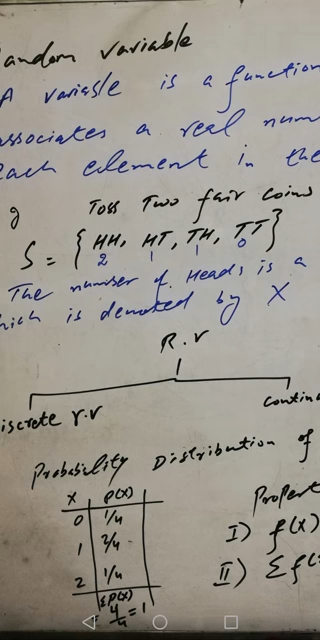 andom variable
A variable is a function
associates a real num
each element in the
g Toss Two fair coins
S = { HH, HT, TH, TT }
2 1 1 0
The number of Heads is a
hich is denoted by X
R.v
iscrete r.v
contin
Probability Distribution of
X P(X)
0 1/4
1 2/4
2 1/4
ΣP(X)
= 4/4 = 1
Propert
I) f(x)
II) Σf(